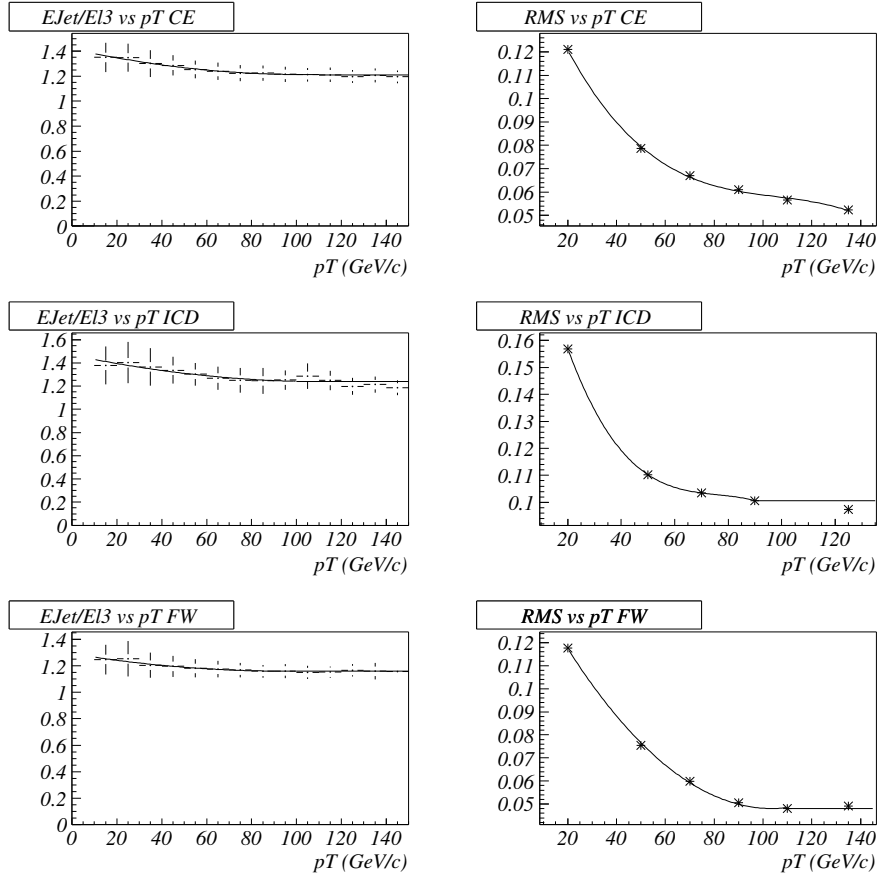 EJet/El3 vs pT CE
1.4
1.2
1
0.8
0.6
0.4
0.2
0
0 20 40 60 80 100 120 140
pT (GeV/c)
RMS vs pT CE
0.12
0.11
0.1
0.09
0.08
0.07
0.06
0.05
20 40 60 80 100 120 140
pT (GeV/c)
EJet/El3 vs pT ICD
1.6
1.4
1.2
1
0.8
0.6
0.4
0.2
0
0 20 40 60 80 100 120 140
pT (GeV/c)
RMS vs pT ICD
0.16
0.15
0.14
0.13
0.12
0.11
0.1
20 40 60 80 100 120
pT (GeV/c)
EJet/El3 vs pT FW
1.4
1.2
1
0.8
0.6
0.4
0.2
0
0 20 40 60 80 100 120 140
pT (GeV/c)
RMS vs pT FW
0.12
0.11
0.1
0.09
0.08
0.07
0.06
0.05
20 40 60 80 100 120 140
pT (GeV/c)